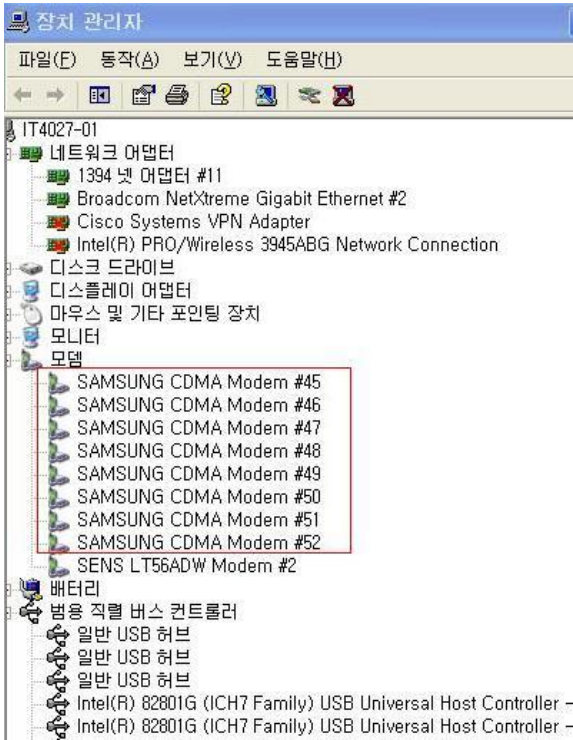 장치 관리자
파일(F) 동작(A) 보기(V) 도움말(H)
IT4027-01
네트워크 어댑터
1394 넷 어댑터 #11
Broadcom NetXtreme Gigabit Ethernet #2
Cisco Systems VPN Adapter
Intel(R) PRO/Wireless 3945ABG Network Connection
디스크 드라이브
디스플레이 어댑터
마우스 및 기타 포인팅 장치
모니터
모뎀
SAMSUNG CDMA Modem #45
SAMSUNG CDMA Modem #46
SAMSUNG CDMA Modem #47
SAMSUNG CDMA Modem #48
SAMSUNG CDMA Modem #49
SAMSUNG CDMA Modem #50
SAMSUNG CDMA Modem #51
SAMSUNG CDMA Modem #52
SENS LT56ADW Modem #2
배터리
범용 직렬 버스 컨트롤러
일반 USB 허브
일반 USB 허브
일반 USB 허브
Intel(R) 82801G (ICH7 Family) USB Universal Host Controller -
Intel(R) 82801G (ICH7 Family) USB Universal Host Controller -